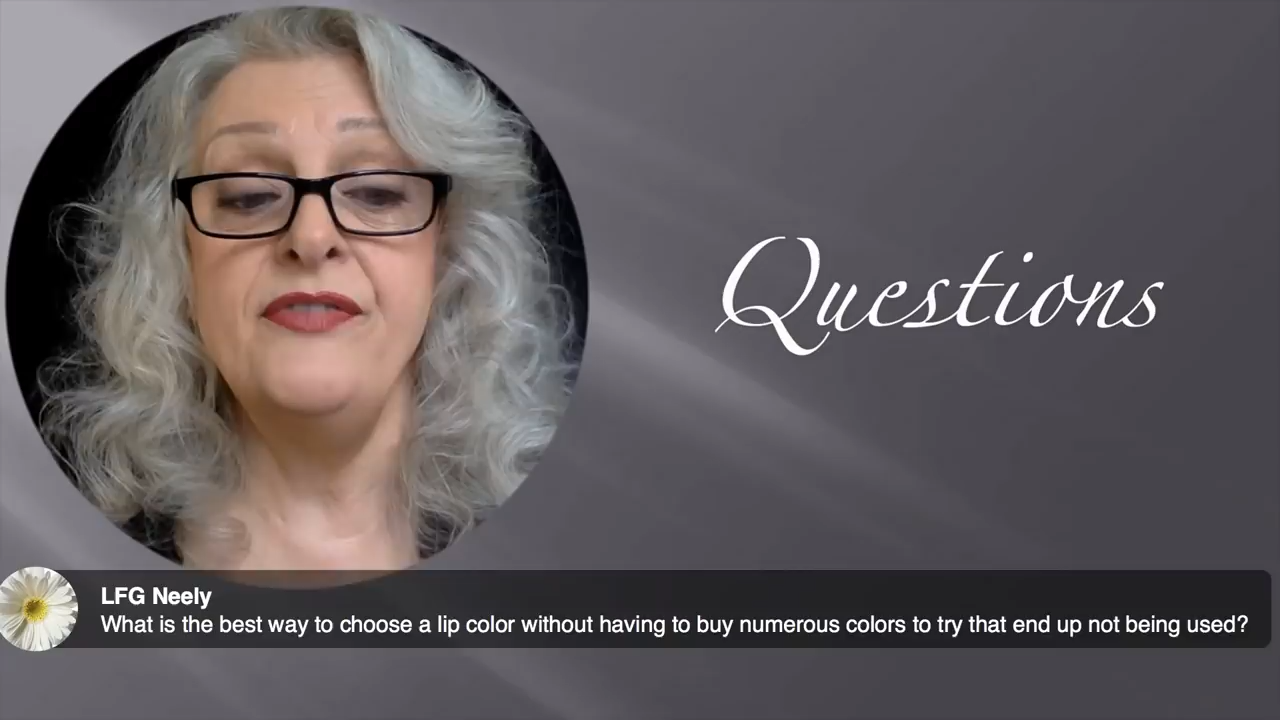 Questions
LFG Neely
What is the best way to choose a lip color without having to buy numerous colors to try that end up not being used?